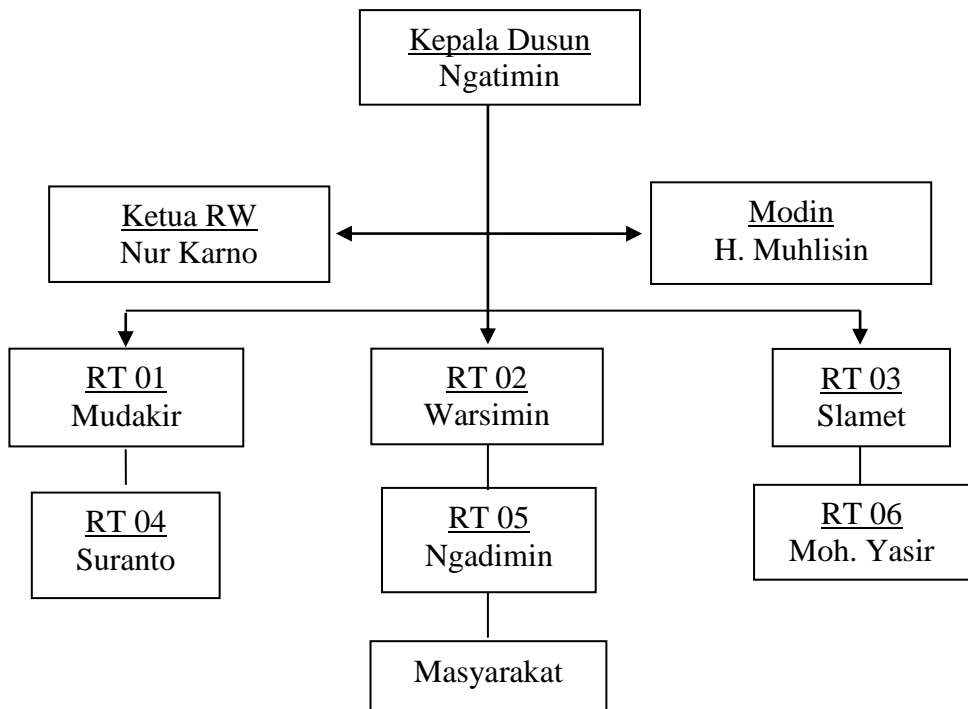 Kepala Dusun
Ngatimin
Ketua RW
Nur Karno
Modin
H. Muhlisin
RT 01
Mudakir
RT 02
Warsimin
RT 03
Slamet
RT 04
Suranto
RT 05
Ngadimin
RT 06
Moh. Yasir
Masyarakat